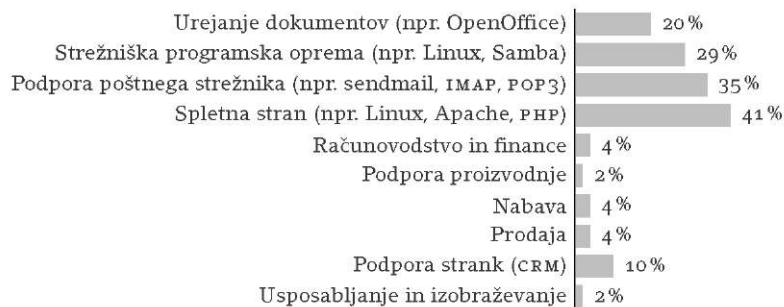 Urejanje dokumentov (npr. OpenOffice) 20%
Strežniška programska oprema (npr. Linux, Samba) 29%
Podpora poštnega strežnika (npr. sendmail, IMAP, POP3) 35%
Spletna stran (npr. Linux, Apache, PHP) 41%
Računovodstvo in finance 4%
Podpora proizvodnje 2%
Nabava 4%
Prodaja 4%
Podpora strank (CRM) 10%
Usposabljanje in izobraževanje 2%